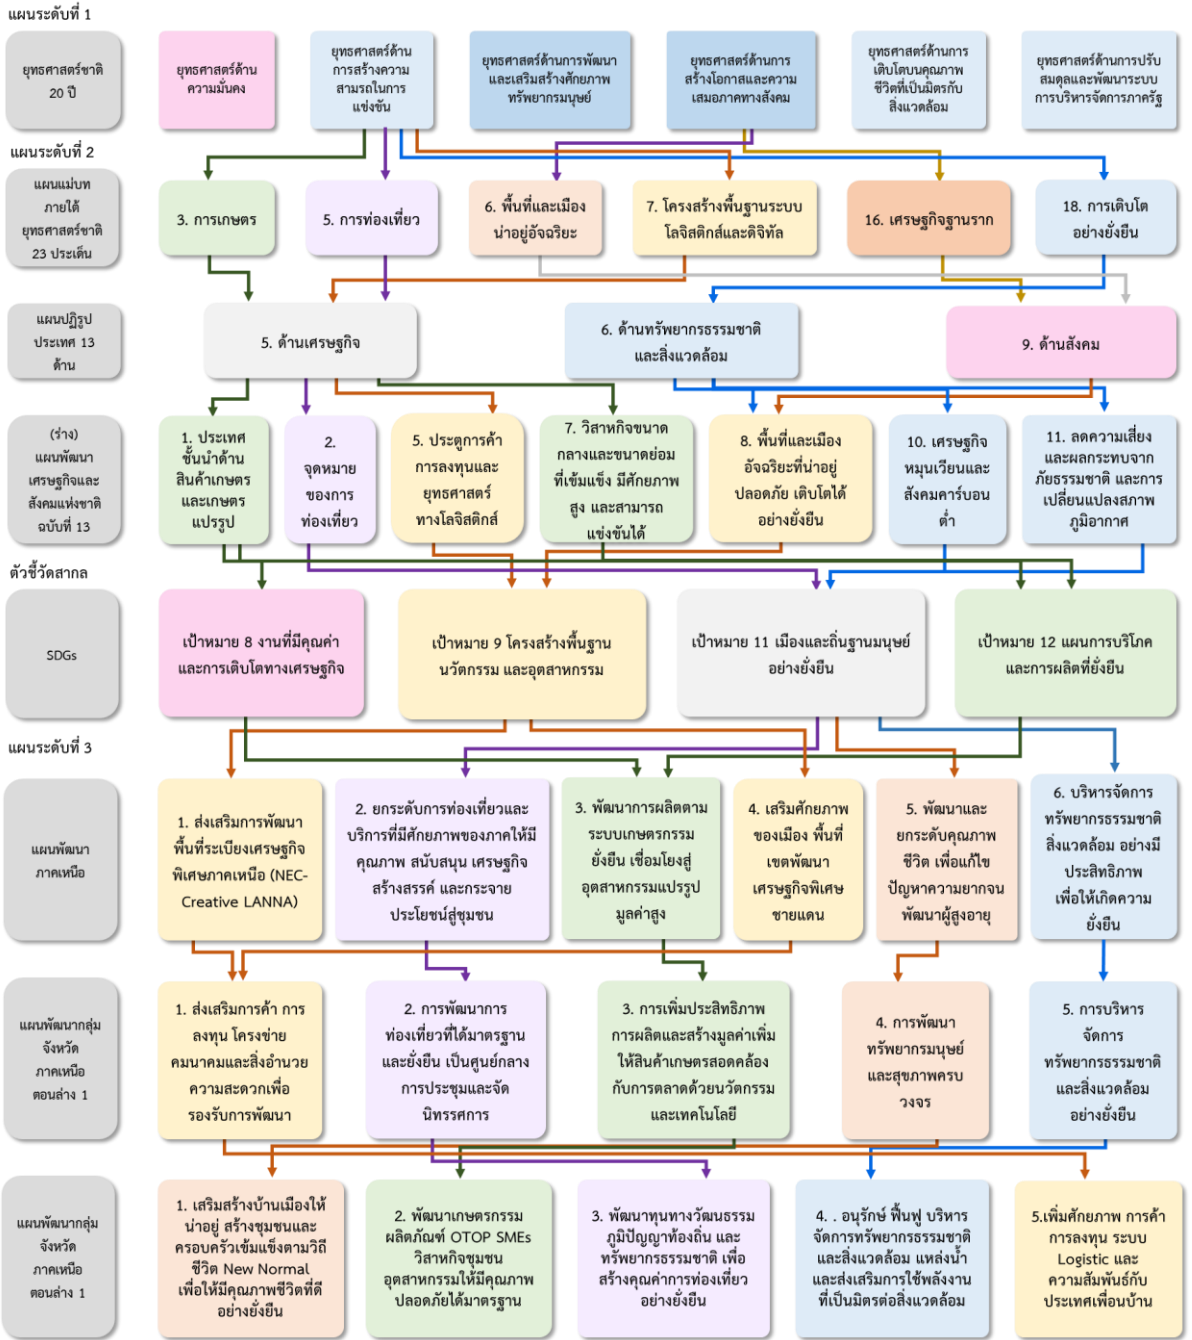 แผนระดับที่ 1
ยุทธศาสตร์ชาติ
20 ปี
ยุทธศาสตร์ด้าน
ความมั่นคง
ยุทธศาสตร์ด้าน
การสร้างความ
สามรถในการ
แข่งขัน
ยุทธศาสตร์ด้านการพัฒนา
และเสริมสร้างศักยภาพ
ทรัพยากรมนุษย์
ยุทธศาสตร์ด้านการ
สร้างโอกาสและความ
เสมอภาคทางสังคม
ยุทธศาสตร์ด้านการ
เติบโตบนคุณภาพ
ชีวิตที่เป็นมิตรกับ
สิ่งแวดล้อม
ยุทธศาสตร์ด้านการปรับ
สมดุลและพัฒนาระบบ
การบริหารจัดการภาครัฐ
แผนระดับที่ 2
แผนแม่บท
ภายใต้
ยุทธศาสตร์ชาติ
23 ประเด็น
3. การเกษตร
5. การท่องเที่ยว
6. พื้นที่และเมือง
น่าอยู่อัจฉริยะ
7. โครงสร้างพื้นฐานระบบ
โลจิสติกส์และดิจิทัล
16. เศรษฐกิจฐานราก
18. การเติบโต
อย่างยั่งยืน
แผนปฏิรูป
ประเทศ 13
ด้าน
5. ด้านเศรษฐกิจ
6. ด้านทรัพยากรธรรมชาติ
และสิ่งแวดล้อม
9. ด้านสังคม
(ร่าง)
แผนพัฒนา
เศรษฐกิจและ
สังคมแห่งชาติ
ฉบับที่ 13
1. ประเทศ
ชั้นนำด้าน
สินค้าเกษตร
และเกษตร
แปรรูป
2.
จุดหมาย
ของการ
ท่องเที่ยว
5. ประตูการค้า
การลงทุนและ
ยุทธศาสตร์
ทางโลจิสติกส์
7. วิสาหกิจขนาด
กลางและขนาดย่อม
ที่เข้มแข็ง มีศักยภาพ
สูง และสามารถ
แข่งขันได้
8. พื้นที่และเมือง
อัจฉริยะที่น่าอยู่
ปลอดภัย เติบโตได้
อย่างยั่งยืน
10. เศรษฐกิจ
หมุนเวียนและ
สังคมคาร์บอน
ต่ำ
11. ลดความเสี่ยง
และผลกระทบจาก
ภัยธรรมชาติ และการ
เปลี่ยนแปลงสภาพ
ภูมิอากาศ
ตัวชี้วัดสากล
SDGs
เป้าหมาย 8 งานที่มีคุณค่า
และการเติบโตทางเศรษฐกิจ
เป้าหมาย 9 โครงสร้างพื้นฐาน
นวัตกรรม และอุตสาหกรรม
เป้าหมาย 11 เมืองและถิ่นฐานมนุษย์
อย่างยั่งยืน
เป้าหมาย 12 แผนการบริโภค
และการผลิตที่ยั่งยืน
แผนระดับที่ 3
แผนพัฒนา
ภาคเหนือ
1. ส่งเสริมการพัฒนา
พื้นที่ระเบียงเศรษฐกิจ
พิเศษภาคเหนือ (NEC-
Creative LANNA)
2. ยกระดับการท่องเที่ยวและ
บริการที่มีศักยภาพของภาคให้มี
คุณภาพ สนับสนุน เศรษฐกิจ
สร้างสรรค์ และกระจาย
ประโยชน์สู่ชุมชน
3. พัฒนาการผลิตตาม
ระบบเกษตรกรรม
ยั่งยืน เชื่อมโยงสู่
อุตสาหกรรมแปรรูป
มูลค่าสูง
4. เสริมศักยภาพ
ของเมือง พื้นที่
เขตพัฒนา
เศรษฐกิจพิเศษ
ชายแดน
5. พัฒนาและ
ยกระดับคุณภาพ
ชีวิต เพื่อแก้ไข
ปัญหาความยากจน
พัฒนาผู้สูงอายุ
6. บริหารจัดการ
ทรัพยากรธรรมชาติ
สิ่งแวดล้อม อย่างมี
ประสิทธิภาพ
เพื่อให้เกิดความ
ยั่งยืน
แผนพัฒนากลุ่ม
จังหวัด
ภาคเหนือ
ตอนล่าง 1
1. ส่งเสริมการค้า การ
ลงทุน โครงข่าย
คมนาคมและสิ่งอำนวย
ความสะดวกเพื่อ
รองรับการพัฒนา
2. การพัฒนาการ
ท่องเที่ยวที่ได้มาตรฐาน
และยั่งยืน เป็นศูนย์กลาง
การประชุมและจัด
นิทรรศการ
3. การเพิ่มประสิทธิภาพ
การผลิตและสร้างมูลค่าเพิ่ม
ให้สินค้าเกษตรสอดคล้อง
กับการตลาดด้วยนวัตกรรม
และเทคโนโลยี
4. การพัฒนา
ทรัพยากรมนุษย์
และสุขภาพครบ
วงจร
5. การบริหาร
จัดการ
ทรัพยากรธรรมชาติ
และสิ่งแวดล้อม
อย่างยั่งยืน
แผนพัฒนากลุ่ม
จังหวัด
ภาคเหนือ
ตอนล่าง 1
1. เสริมสร้างบ้านเมืองให้
น่าอยู่ สร้างชุมชนและ
ครอบครัวเข้มแข็งตามวิถี
ชีวิต New Normal
เพื่อให้มีคุณภาพชีวิตที่ดี
อย่างยั่งยืน
2. พัฒนาเกษตรกรรม
ผลิตภัณฑ์ OTOP SMEs
วิสาหกิจชุมชน
อุตสาหกรรมให้มีคุณภาพ
ปลอดภัยได้มาตรฐาน
3. พัฒนาทุนทางวัฒนธรรม
ภูมิปัญญาท้องถิ่น และ
ทรัพยากรธรรมชาติ เพื่อ
สร้างคุณค่าการท่องเที่ยว
อย่างยั่งยืน
4. . อนุรักษ์ ฟื้นฟู บริหาร
จัดการทรัพยากรธรรมชาติ
และสิ่งแวดล้อม แหล่งน้ำ
และส่งเสริมการใช้พลังงาน
ที่เป็นมิตรต่อสิ่งแวดล้อม
5.เพิ่มศักยภาพ การค้า
การลงทุน ระบบ
Logistic และ
ความสัมพันธ์กับ
ประเทศเพื่อนบ้าน